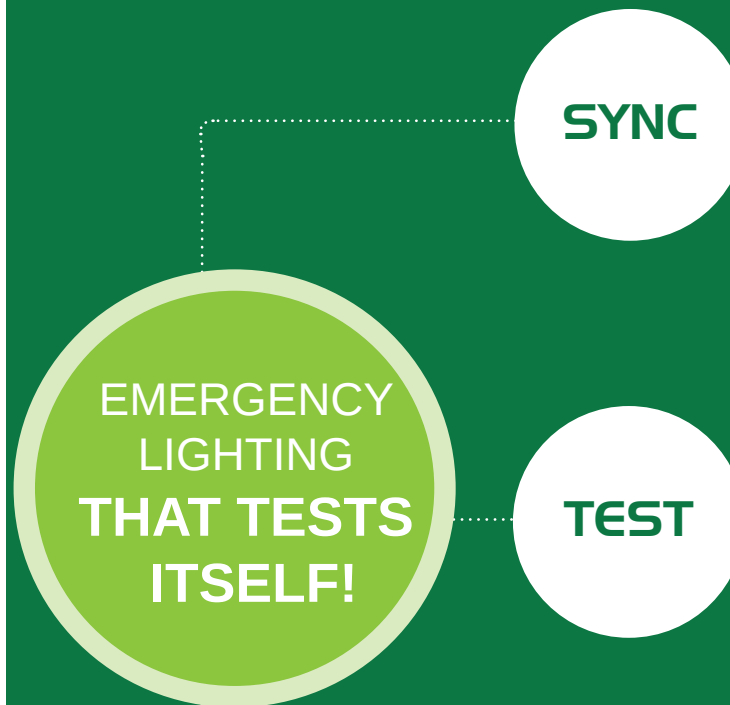 SYNC
EMERGENCY
LIGHTING
THAT TESTS
ITSELF!
TEST